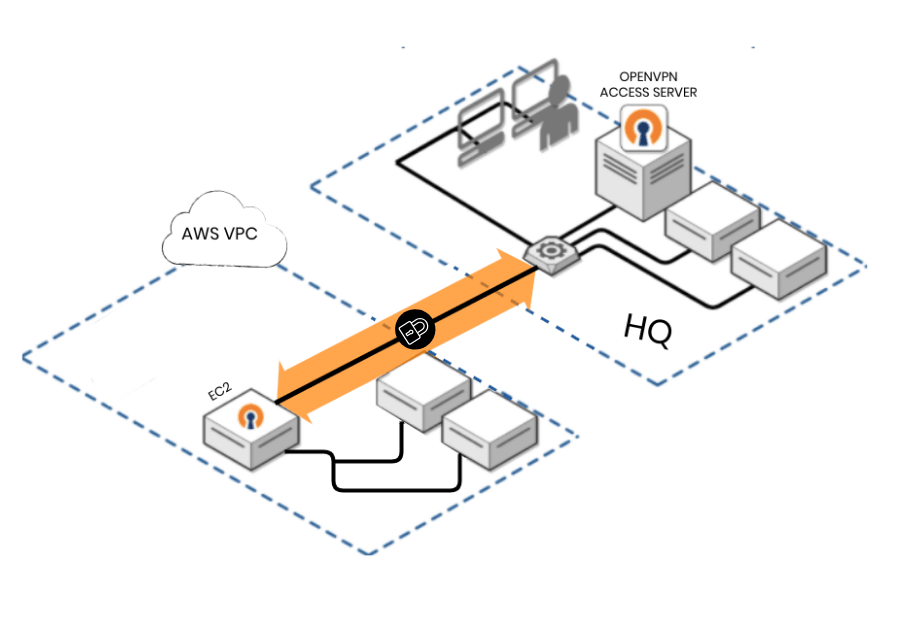 OPENVPN
ACCESS SERVER
AWS VPC
HQ
EC2